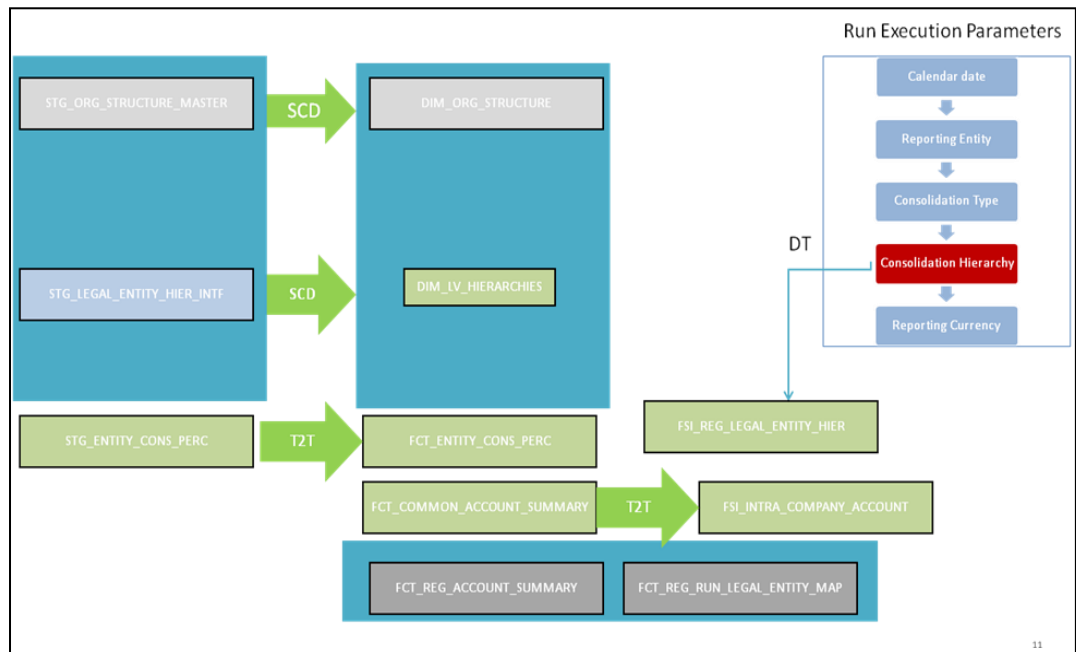 Run Execution Parameters
STG_ORG_STRUCTURE_MASTER
SCD
DIM_ORG_STRUCTURE
Calendar date
Reporting Entity
Consolidation Type
DT
Consolidation Hierarchy
Reporting Currency
STG_LEGAL_ENTITY_HIER_INTF
SCD
DIM_LV_HIERARCHIES
STG_ENTITY_CONS_PERC
T2T
FCT_ENTITY_CONS_PERC
FSI_REG_LEGAL_ENTITY_HIER
FCT_COMMON_ACCOUNT_SUMMARY
T2T
FSI_INTRA_COMPANY_ACCOUNT
FCT_REG_ACCOUNT_SUMMARY
FCT_REG_RUN_LEGAL_ENTITY_MAP
11